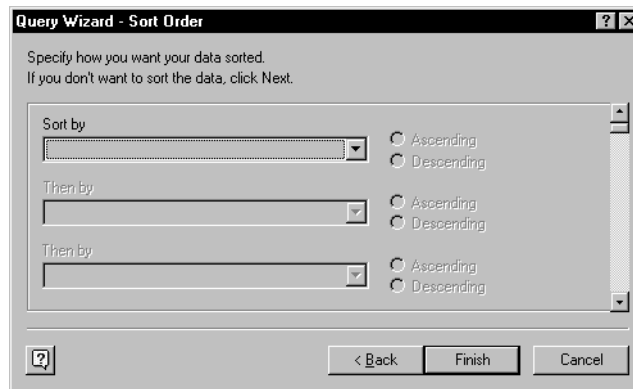 Query Wizard - Sort Order
Specify how you want your data sorted.
If you don't want to sort the data, click Next.
Sort by
Ascending
Descending
Then by
Ascending
Descending
Then by
Ascending
Descending
< Back
Finish
Cancel